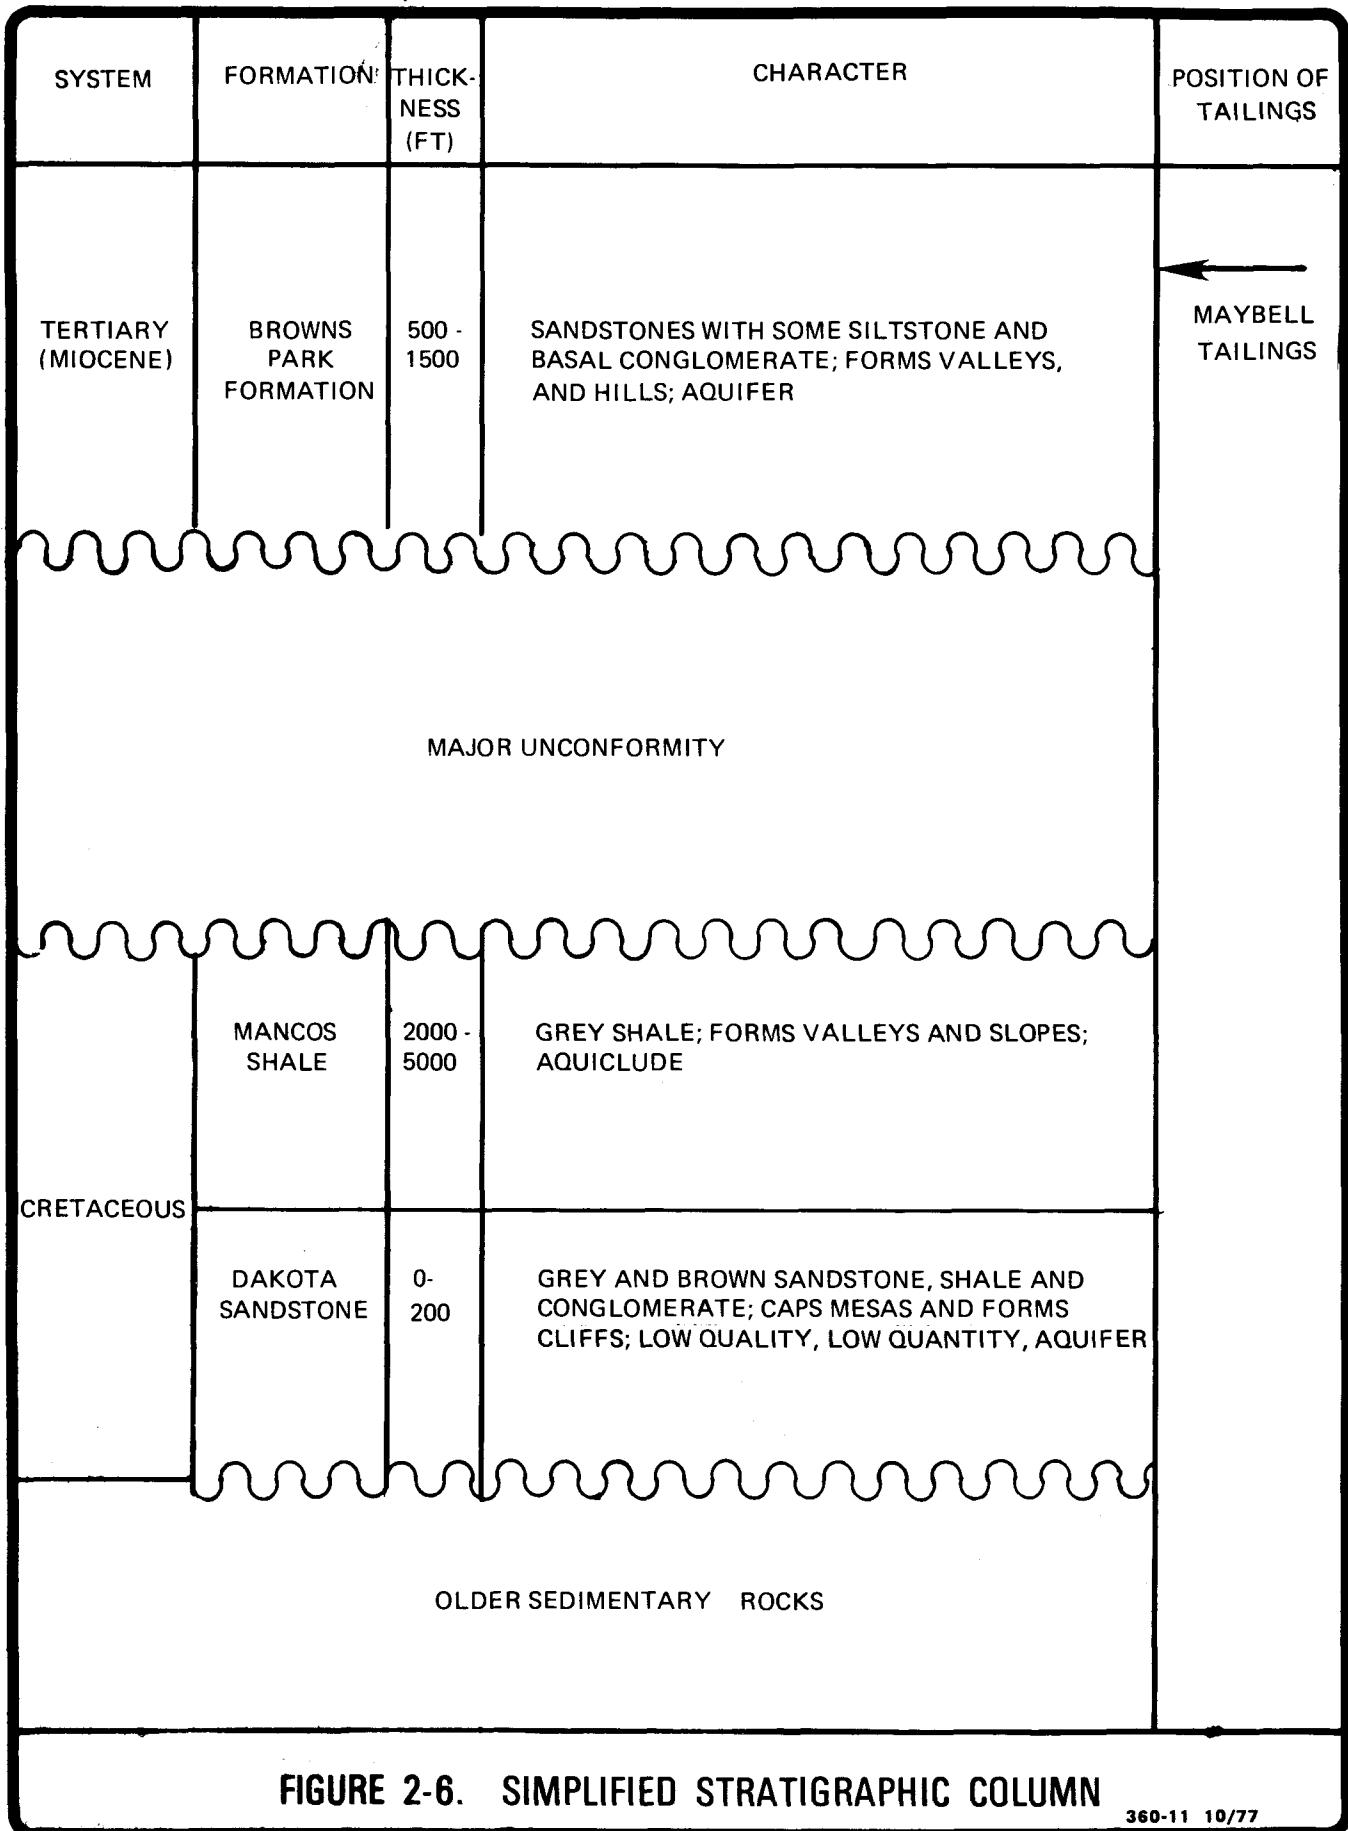 SYSTEM
FORMATION
THICK-
NESS
(FT)
CHARACTER
POSITION OF
TAILINGS
TERTIARY
(MIOCENE)
BROWNS
PARK
FORMATION
500 -
1500
SANDSTONES WITH SOME SILTSTONE AND
BASAL CONGLOMERATE; FORMS VALLEYS,
AND HILLS; AQUIFER
MAYBELL
TAILINGS
MAJOR UNCONFORMITY
CRETACEOUS
MANCOS
SHALE
2000 -
5000
GREY SHALE; FORMS VALLEYS AND SLOPES;
AQUICLUDE
DAKOTA
SANDSTONE
0-
200
GREY AND BROWN SANDSTONE, SHALE AND
CONGLOMERATE; CAPS MESAS AND FORMS
CLIFFS; LOW QUALITY, LOW QUANTITY, AQUIFER
OLDER SEDIMENTARY ROCKS
FIGURE 2-6. SIMPLIFIED STRATIGRAPHIC COLUMN
360-11 10/77